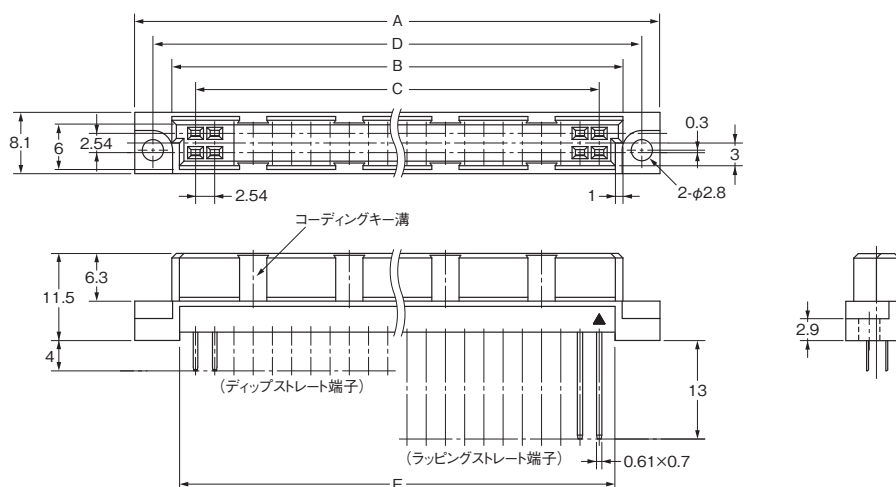 A
D
B
C
8.1
6
2.54
0.3
3
2.54
1
2-φ2.8
コーディングキー溝
6.3
11.5
4
2.9
13
(ディップストレート端子)
(ラッピングストレート端子)
0.61×0.7
E